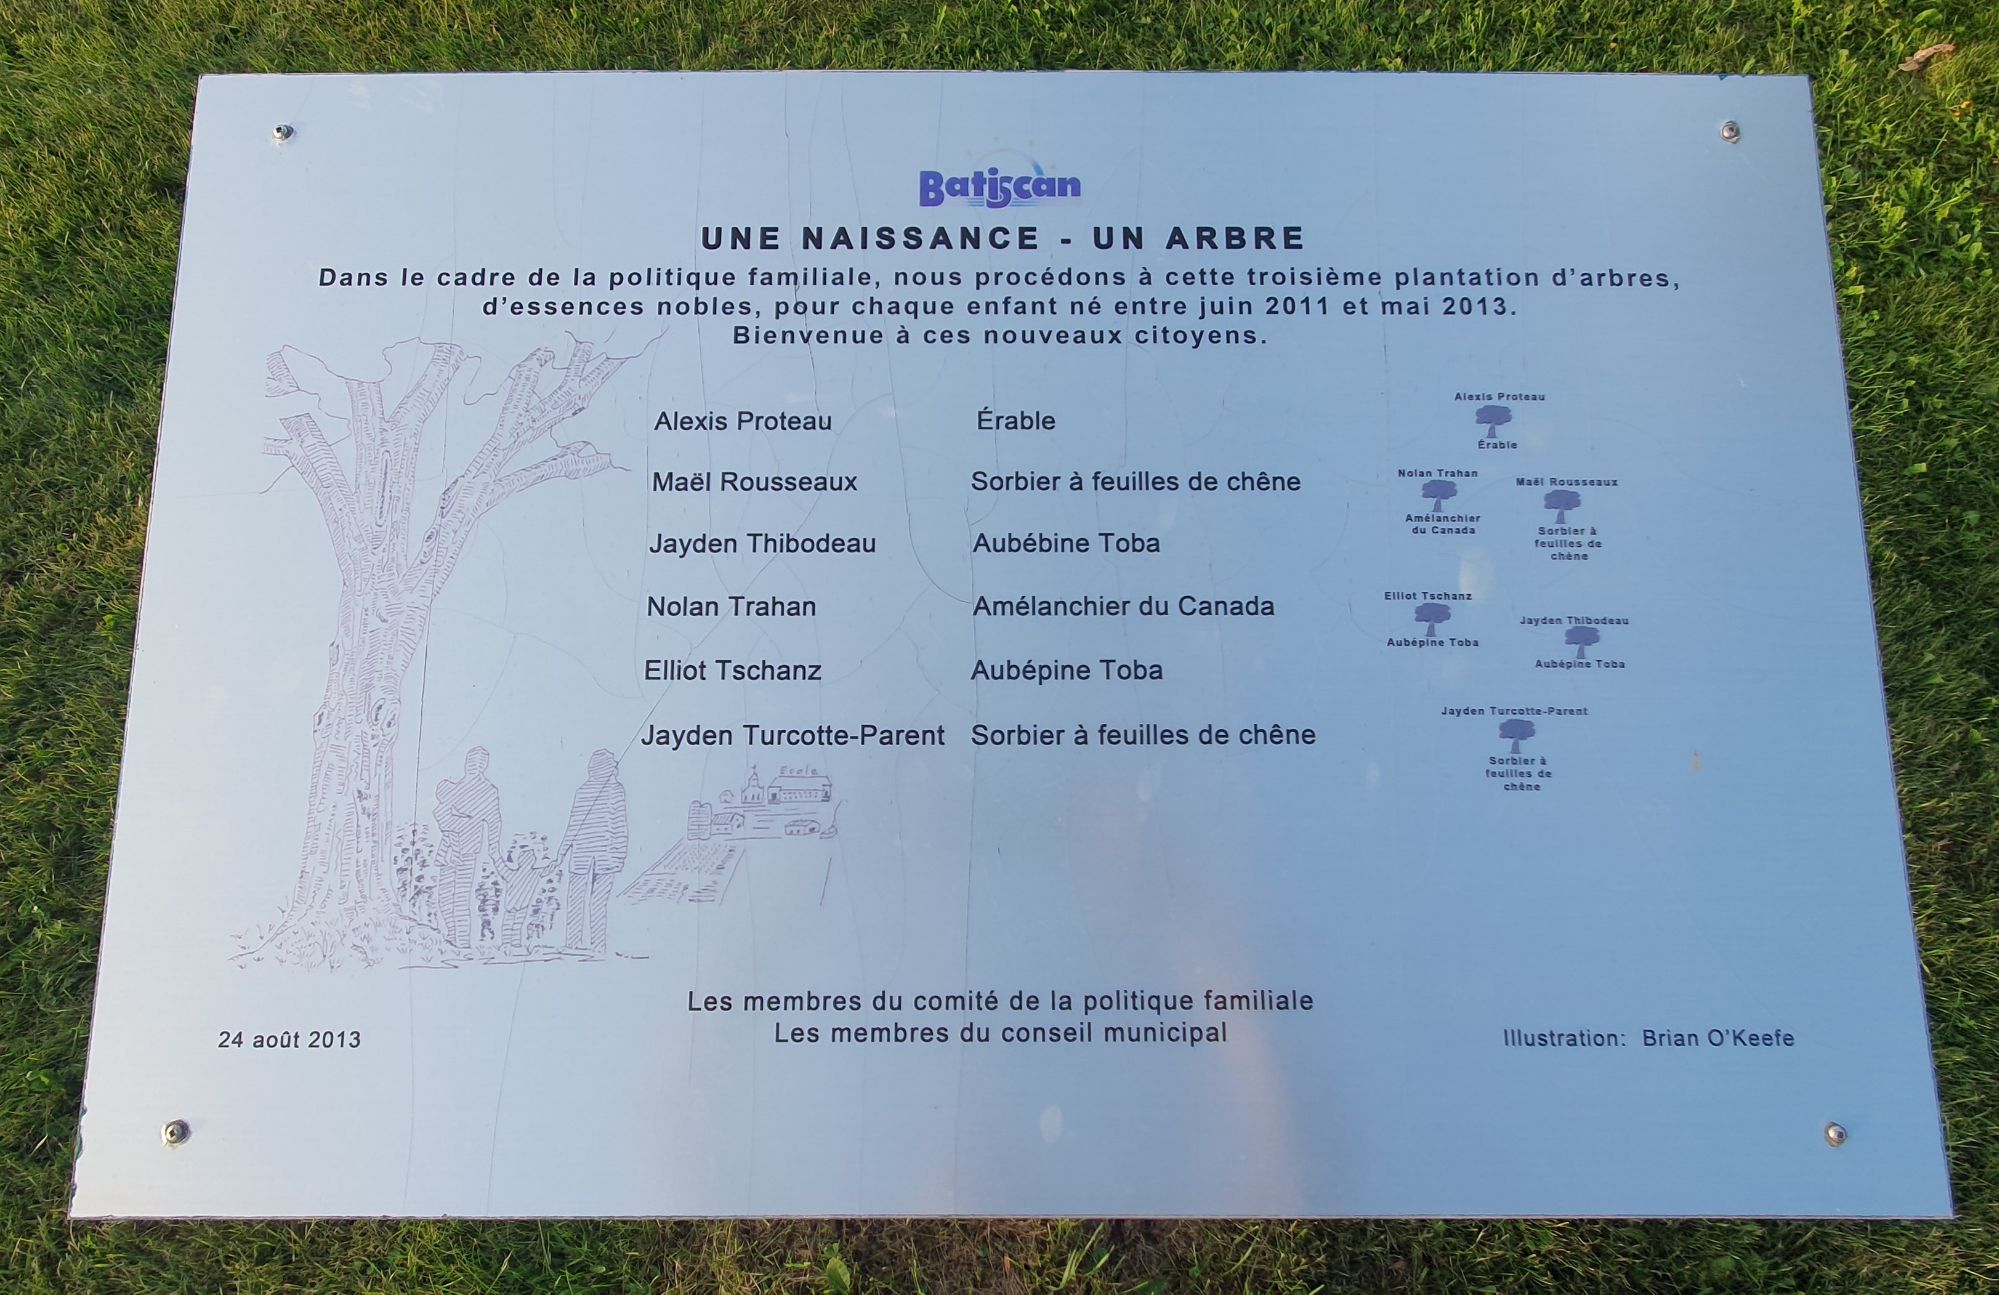 Batiscan
UNE NAISSANCE - UN ARBRE
Dans le cadre de la politique familiale, nous procédons à cette troisième plantation d'arbres,
d'essences nobles, pour chaque enfant né entre juin 2011 et mai 2013.
Bienvenue à ces nouveaux citoyens.
Alexis Proteau Érable
Maël Rousseaux Sorbier à feuilles de chêne
Jayden Thibodeau Aubébine Toba
Nolan Trahan Amélanchier du Canada
Elliot Tschanz Aubépine Toba
Jayden Turcotte-Parent Sorbier à feuilles de chêne
Alexis Proteau
Érable
Nolan Trahan
Amélanchier
du Canada
Maël Rousseaux
Sorbier à
feuilles de
chêne
Elliot Tschanz
Aubépine Toba
Jayden Thibodeau
Aubépine Toba
Jayden Turcotte-Parent
Sorbier à
feuilles de
chêne
Ecole
Les membres du comité de la politique familiale
Les membres du conseil municipal
24 août 2013
Illustration: Brian O'Keefe